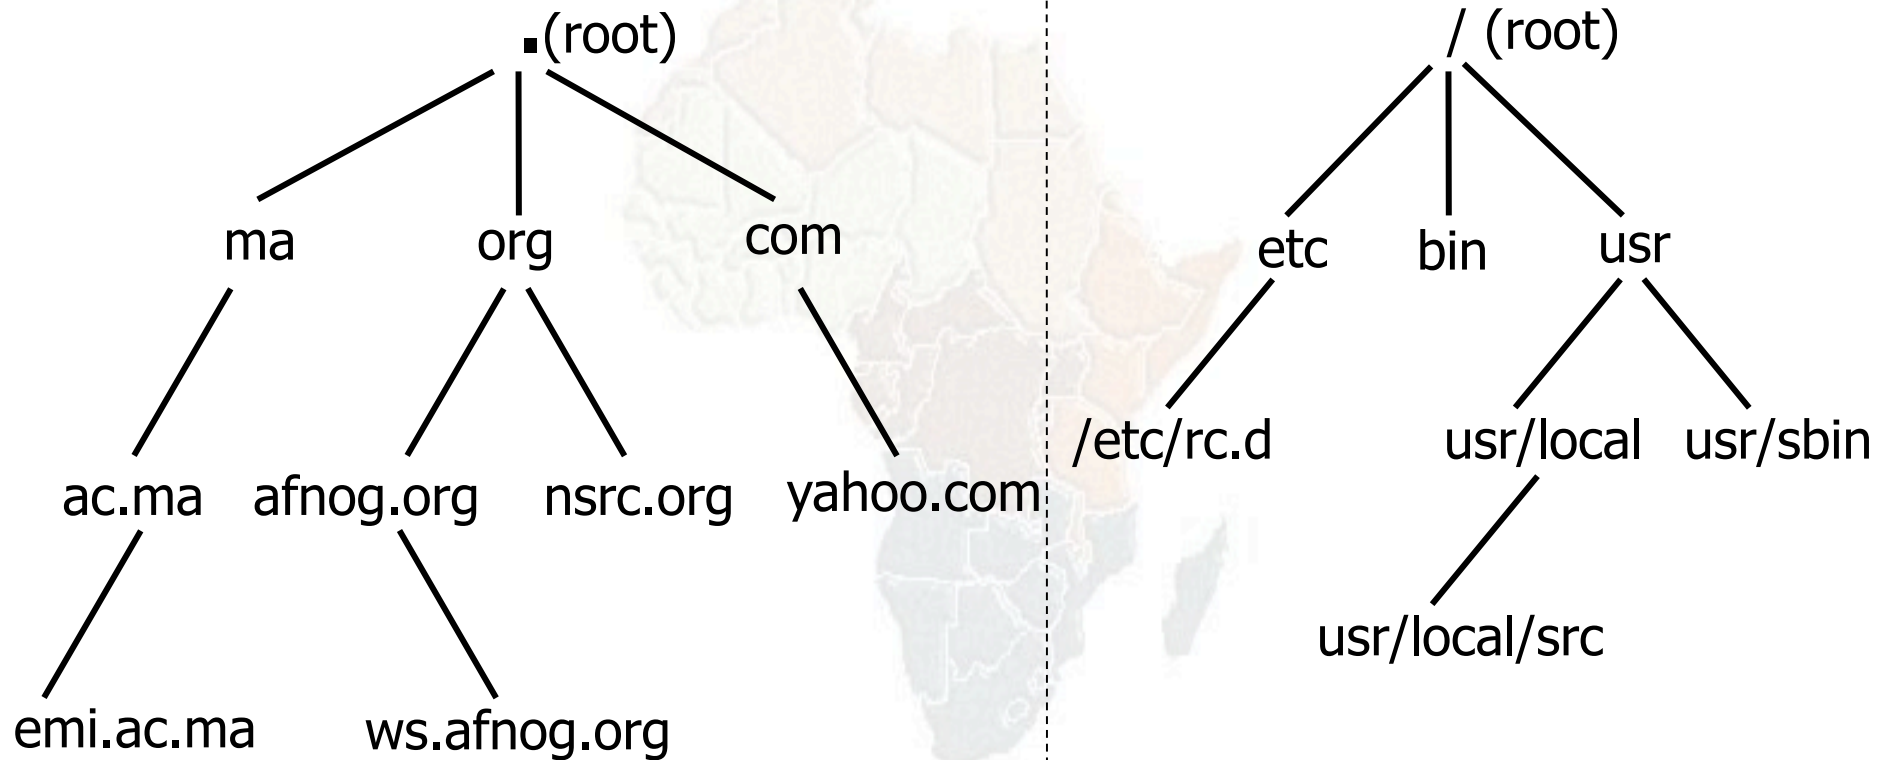 .(root)
ma
org
com
ac.ma
afnog.org
nsrc.org
yahoo.com
emi.ac.ma
ws.afnog.org
/ (root)
etc
bin
usr
/etc/rc.d
usr/local
usr/sbin
usr/local/src